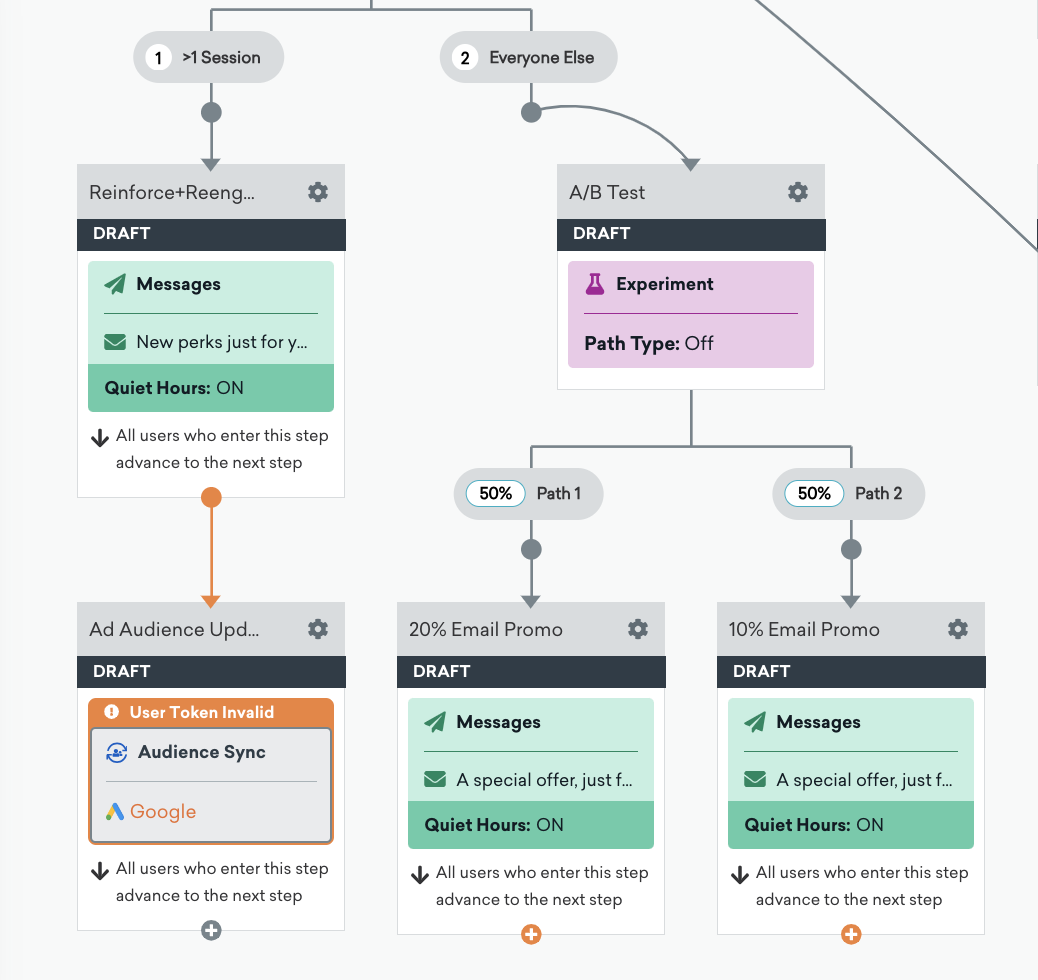 1 >1 Session
2 Everyone Else
Reinforce+Reeng...
DRAFT
Messages
New perks just for y...
Quiet Hours: ON
All users who enter this step
advance to the next step
A/B Test
DRAFT
Experiment
Path Type: Off
50% Path 1
50% Path 2
Ad Audience Upd...
DRAFT
User Token Invalid
Audience Sync
Google
All users who enter this step
advance to the next step
20% Email Promo
DRAFT
Messages
A special offer, just f...
Quiet Hours: ON
All users who enter this step
advance to the next step
10% Email Promo
DRAFT
Messages
A special offer, just f...
Quiet Hours: ON
All users who enter this step
advance to the next step